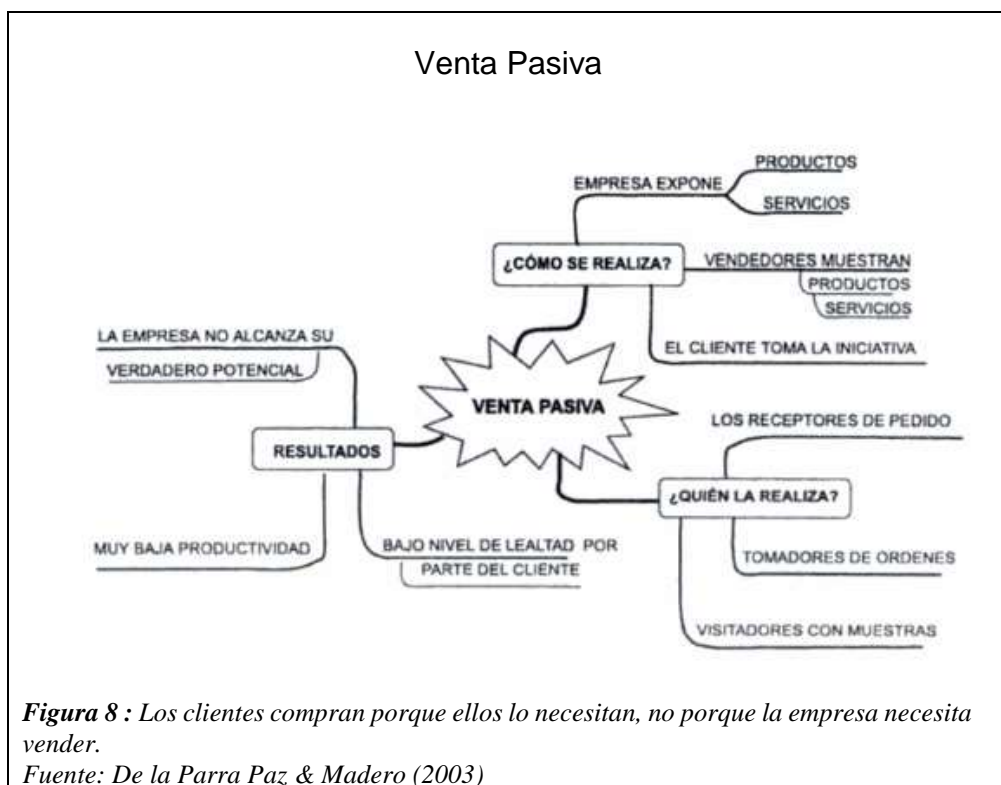 Venta Pasiva
PRODUCTOS
EMPRESA EXPONE
SERVICIOS
¿CÓMO SE REALIZA?
VENDEDORES MUESTRAN
PRODUCTOS
SERVICIOS
EL CLIENTE TOMA LA INICIATIVA
LA EMPRESA NO ALCANZA SU
VERDADERO POTENCIAL
VENTA PASIVA
RESULTADOS
MUY BAJA PRODUCTIVIDAD
BAJO NIVEL DE LEALTAD POR
PARTE DEL CLIENTE
LOS RECEPTORES DE PEDIDO
¿QUIÉN LA REALIZA?
TOMADORES DE ORDENES
VISITADORES CON MUESTRAS
Figura 8 : Los clientes compran porque ellos lo necesitan, no porque la empresa necesita
vender.
Fuente: De la Parra Paz & Madero (2003)